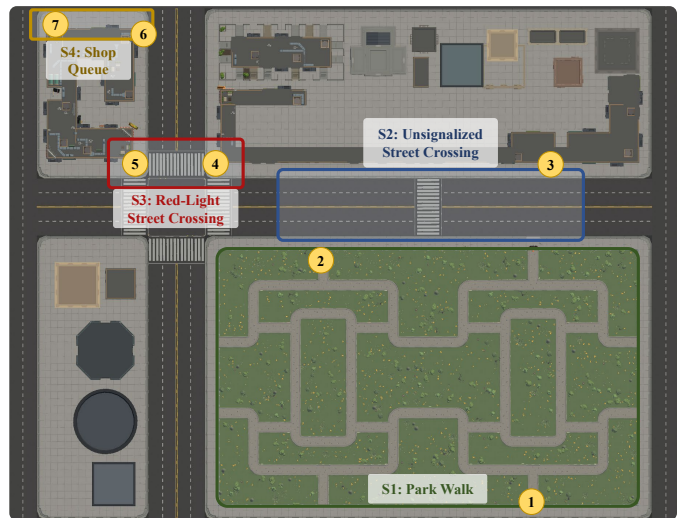 7
6
S4: Shop
Queue
S2: Unsignalized
Street Crossing
5
4
3
S3: Red-Light
Street Crossing
2
S1: Park Walk
1